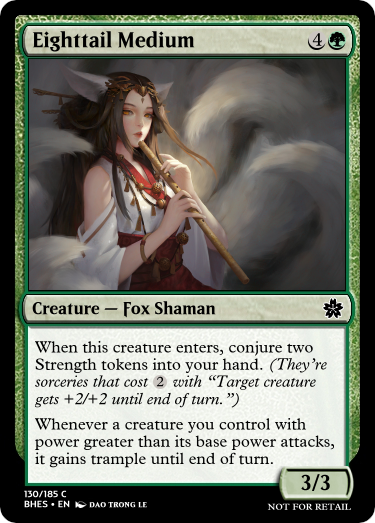 Eighttail Medium 4
Creature — Fox Shaman
When this creature enters, conjure two
Strength tokens into your hand. (They're
sorceries that cost 2 with “Target creature
gets +2/+2 until end of turn.”)
Whenever a creature you control with
power greater than its base power attacks,
it gains trample until end of turn.
3/3
130/185 C
BHES • EN DAO TRONG LE
NOT FOR RETAIL